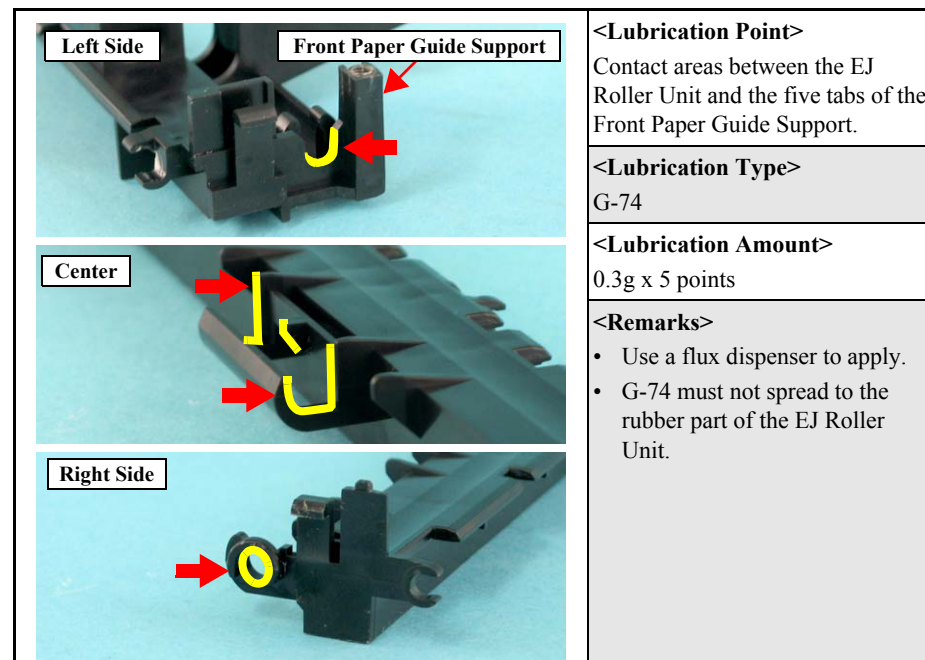 Left Side
Front Paper Guide Support
Center
Right Side
<Lubrication Point>
Contact areas between the EJ
Roller Unit and the five tabs of the
Front Paper Guide Support.
<Lubrication Type>
G-74
<Lubrication Amount>
0.3g x 5 points
<Remarks>
• Use a flux dispenser to apply.
• G-74 must not spread to the
rubber part of the EJ Roller
Unit.